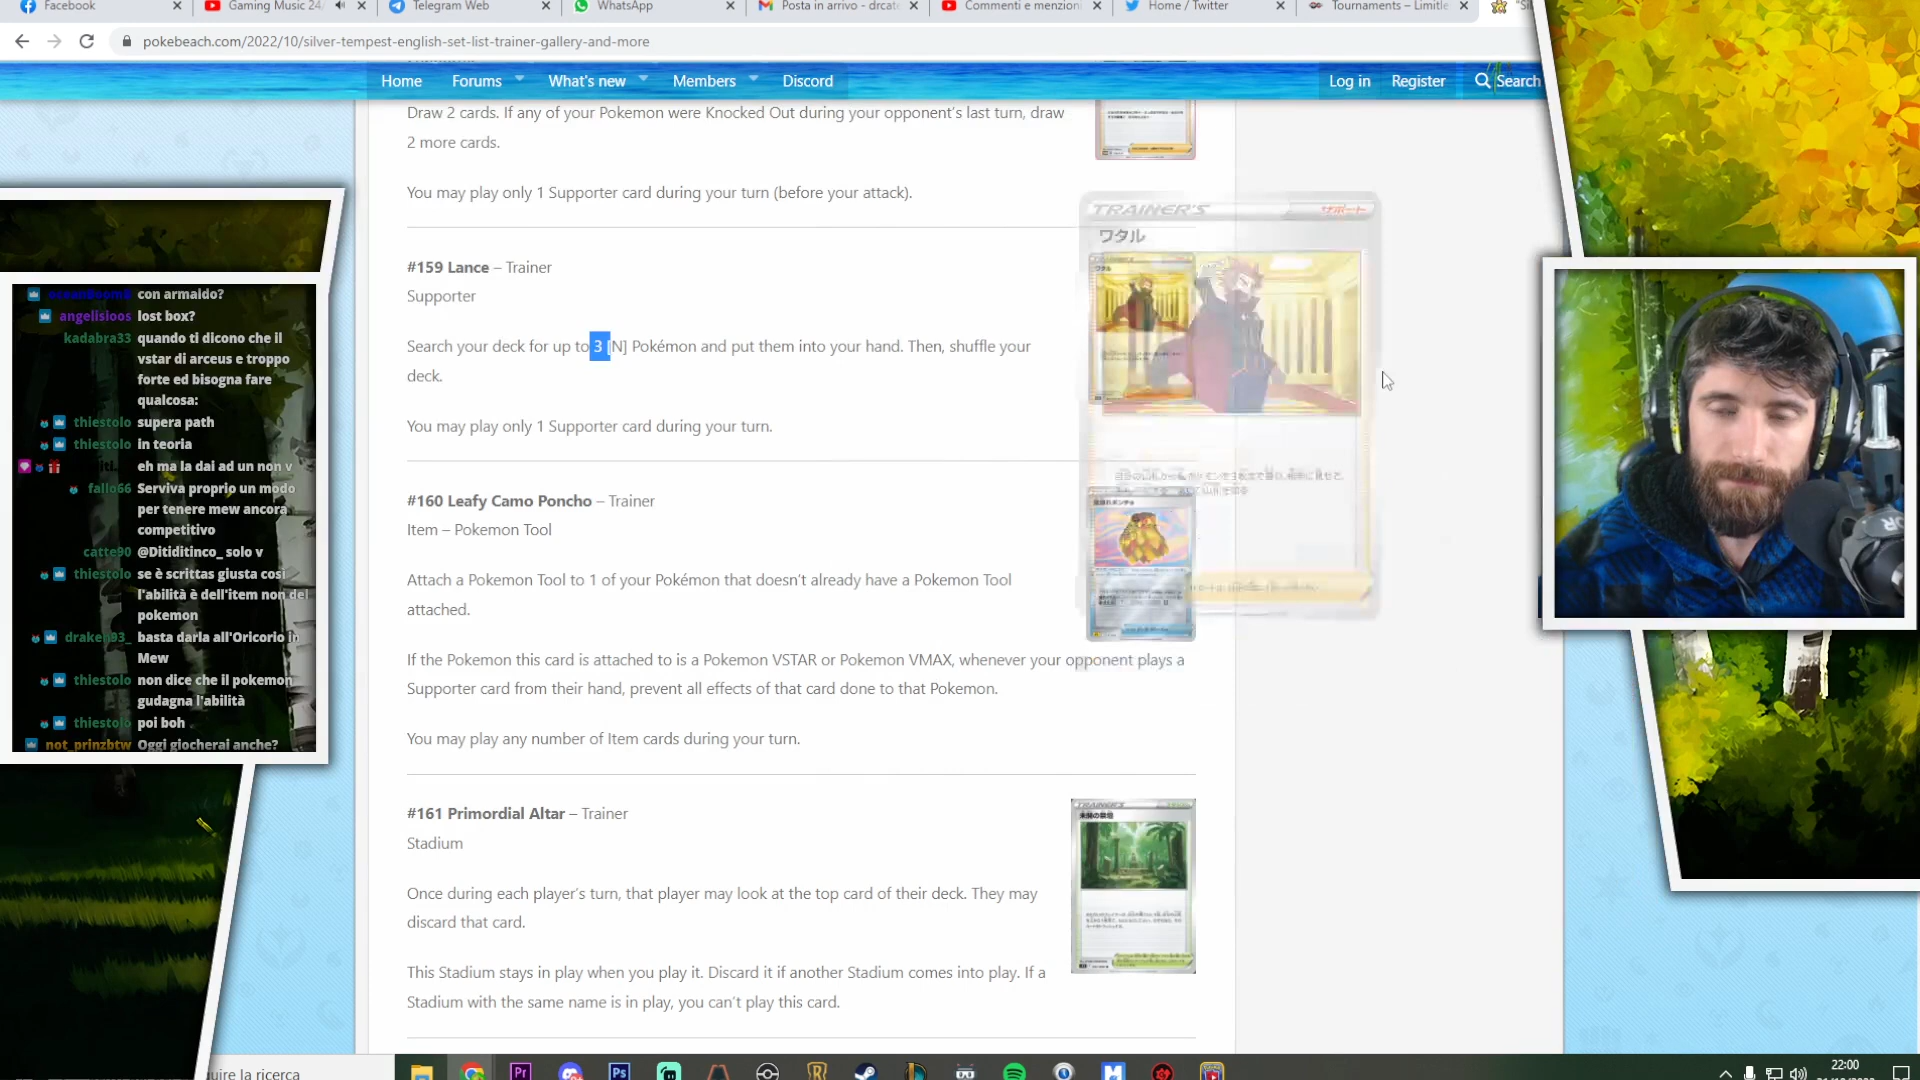 Facebook
Gaming Music 24/
Telegram Web
WhatsApp
Posta in arrivo - drcat
Commenti e menzion
Home / Twitter
Tournaments – Limitle
pokebeach.com/2022/10/silver-tempest-english-set-list-trainer-gallery-and-more
Home
Forums
What's new
Members
Discord
Log in
Register
Search
Draw 2 cards. If any of your Pokemon were Knocked Out during your opponent's last turn, draw
2 more cards.
You may play only 1 Supporter card during your turn (before your attack).
#159 Lance – Trainer
Supporter
Search your deck for up to 3 [N] Pokémon and put them into your hand. Then, shuffle your
deck.
You may play only 1 Supporter card during your turn.
#160 Leafy Camo Poncho – Trainer
Item – Pokemon Tool
Attach a Pokemon Tool to 1 of your Pokémon that doesn't already have a Pokemon Tool
attached.
If the Pokemon this card is attached to is a Pokemon VSTAR or Pokemon VMAX, whenever your opponent plays a
Supporter card from their hand, prevent all effects of that card done to that Pokemon.
You may play any number of Item cards during your turn.
#161 Primordial Altar – Trainer
Stadium
Once during each player's turn, that player may look at the top card of their deck. They may
discard that card.
This Stadium stays in play when you play it. Discard it if another Stadium comes into play. If a
Stadium with the same name is in play, you can't play this card.
TRAINER'S
サポート
ワタル
TRAINER'S
con armaldo?
angelisioos lost box?
kadabra33 quando ti dicono che il
vstar di arceus e troppo
forte ed bisogna fare
qualcosa:
thiestolo supera path
thiestolo in teoria
eh ma la dai ad un non v
fallo66 Serviva proprio un modo
per tenere mew ancora
competitivo
catte90 @Dititditinco_ solo v
thiestolo se è scrittas giusta cosi
l'abilità è dell'item non del
pokemon
draken93_ basta darla all'Oricorio in
Mew
thiestolo non dice che il pokemon
gudagna l'abilità
thiestolo poi boh
not_prinzbtw Oggi giocherai anche?
uire la ricerca
22:00